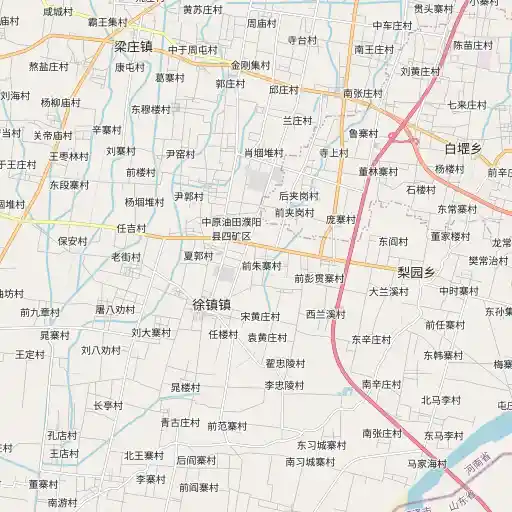 咸城村
黄苏庄村
霸王集村
周庙村
中车庄村
贯头寨村
小寨村
梁庄镇
中于周屯村
寺台村
南王庄村
陈苗庄村
熬盐庄村
康屯村
金刚集村
葛寨村
郭庄村
刘黄庄村
刘海村
邱庄村
南张庄村
杨柳庙村
东穆楼村
七来庄村
兰庄村
关帝庙村
辛寨村
鲁寨村
白堽乡
王枣林村
刘寨村
尹窑村
肖堌堆村
寺上村
于王庄村
前楼村
董林寨村
杨楼村
前辛庄
东段寨村
石楼村
尹郭村
后夹岗村
杨堌堆村
堌堆村
前夹岗村
东常寨村
任吉村
中原油田濮阳
县四矿区
庞寨村
保安村
东闾村
董家楼村
龙常
老街村
夏郭村
前朱寨村
樊常治村
梨园乡
前彭贯寨村
油坊村
大兰溪村
中时寨村
徐镇镇
前九章村
屠八劝村
宋黄庄村
西兰溪村
东孙
晁寨村
刘大寨村
任楼村
袁黄庄村
前任寨村
东辛庄村
王定村
刘八劝村
东韩寨村
翟忠陵村
梅寨
晁楼村
李忠陵村
南辛庄村
长亭村
北马李村
屯庄
青古庄村
前范寨村
南张庄村
孔店村
东马李村
王店村
东习城寨村
北王寨村
后闾寨村
南习城寨村
马家海村
河南省
董寨村
李寨村
前闾寨村
南游村
山东省